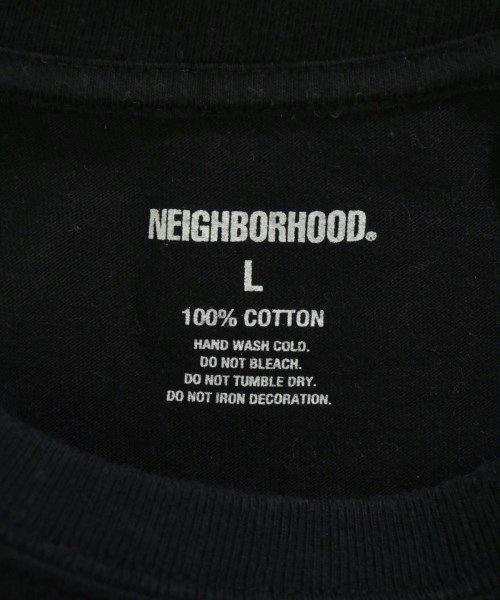 NEIGHBORHOOD®
L
100% COTTON
HAND WASH COLD.
DO NOT BLEACH.
DO NOT TUMBLE DRY.
DO NOT IRON DECORATION.